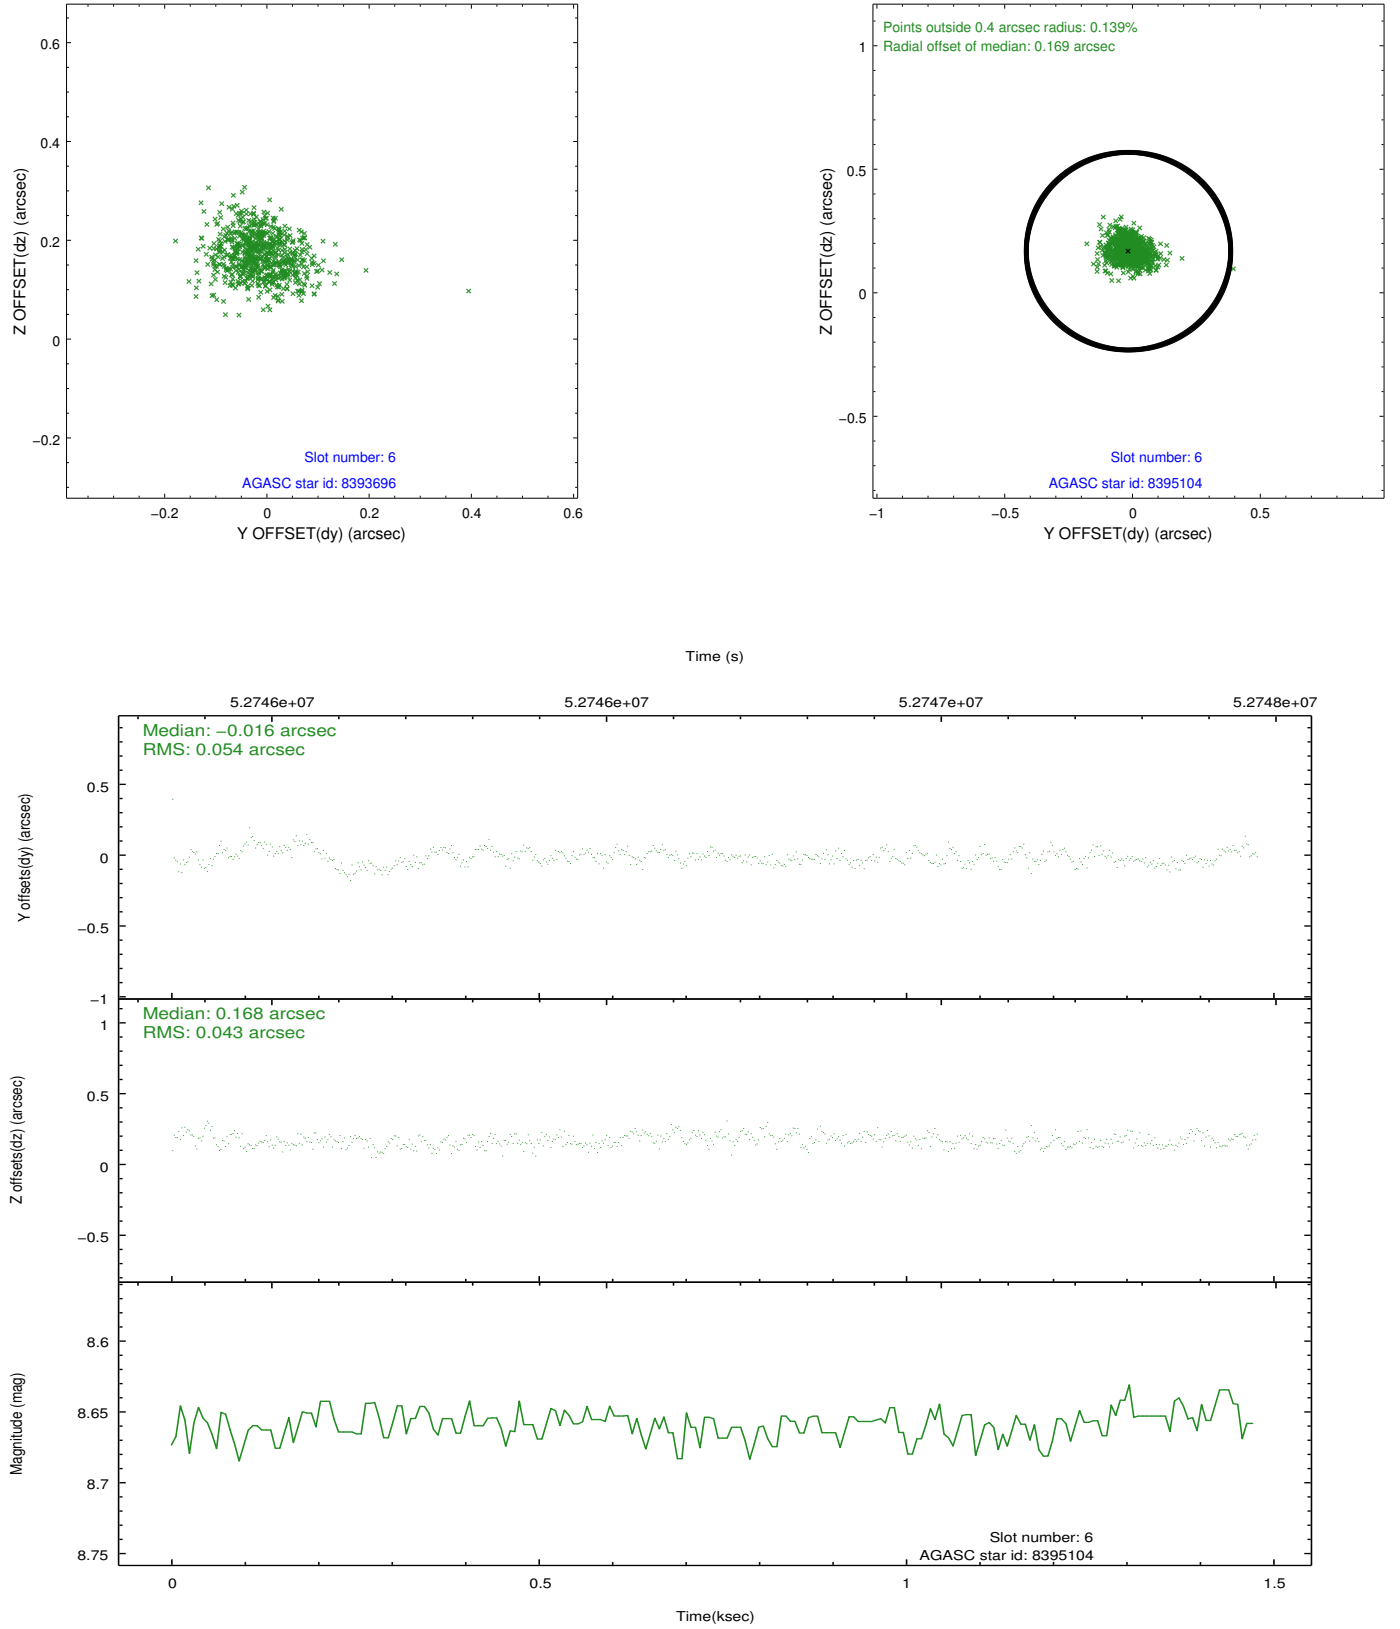 0.6
0.4
0.2
0
−0.2
Z OFFSET(dz) (arcsec)
Slot number: 6
AGASC star id: 8393696
−0.2 0 0.2 0.4 0.6
Y OFFSET(dy) (arcsec)
Points outside 0.4 arcsec radius: 0.139%
Radial offset of median: 0.169 arcsec
1
0.5
0
−0.5
Z OFFSET(dz) (arcsec)
Slot number: 6
AGASC star id: 8395104
−1 −0.5 0 0.5
Y OFFSET(dy) (arcsec)
Time (s)
5.2746e+07 5.2746e+07 5.2747e+07 5.2748e+07
Median: −0.016 arcsec
RMS: 0.054 arcsec
0.5
0
−0.5
−1
Y offsets(dy) (arcsec)
Median: 0.168 arcsec
RMS: 0.043 arcsec
1
0.5
0
−0.5
Z offsets(dz) (arcsec)
8.6
8.65
8.7
8.75
Magnitude (mag)
Slot number: 6
AGASC star id: 8395104
0 0.5 1 1.5
Time(ksec)